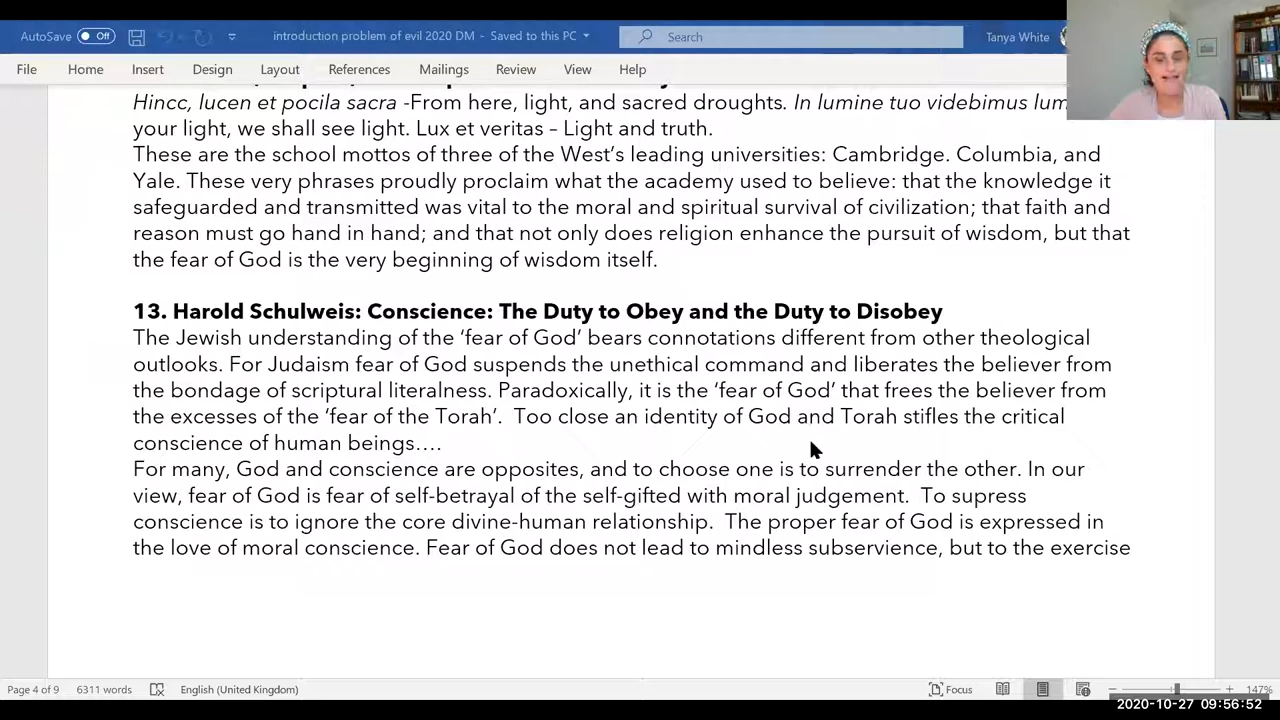 AutoSave Off introduction problem of evil 2020 DM - Saved to this PC Search Tanya White
File Home Insert Design Layout References Mailings Review View Help
Hincc, lucen et pocila sacra -From here, light, and sacred droughts. In lumine tuo videbimus lum
your light, we shall see light. Lux et veritas – Light and truth.
These are the school mottos of three of the West’s leading universities: Cambridge. Columbia, and
Yale. These very phrases proudly proclaim what the academy used to believe: that the knowledge it
safeguarded and transmitted was vital to the moral and spiritual survival of civilization; that faith and
reason must go hand in hand; and that not only does religion enhance the pursuit of wisdom, but that
the fear of God is the very beginning of wisdom itself.
13. Harold Schulweis: Conscience: The Duty to Obey and the Duty to Disobey
The Jewish understanding of the ‘fear of God’ bears connotations different from other theological
outlooks. For Judaism fear of God suspends the unethical command and liberates the believer from
the bondage of scriptural literalness. Paradoxically, it is the ‘fear of God’ that frees the believer from
the excesses of the ‘fear of the Torah’. Too close an identity of God and Torah stifles the critical
conscience of human beings….
For many, God and conscience are opposites, and to choose one is to surrender the other. In our
view, fear of God is fear of self-betrayal of the self-gifted with moral judgement. To supress
conscience is to ignore the core divine-human relationship. The proper fear of God is expressed in
the love of moral conscience. Fear of God does not lead to mindless subservience, but to the exercise
Page 4 of 9 6311 words English (United Kingdom) Focus 147%
2020-10-27 09:56:52